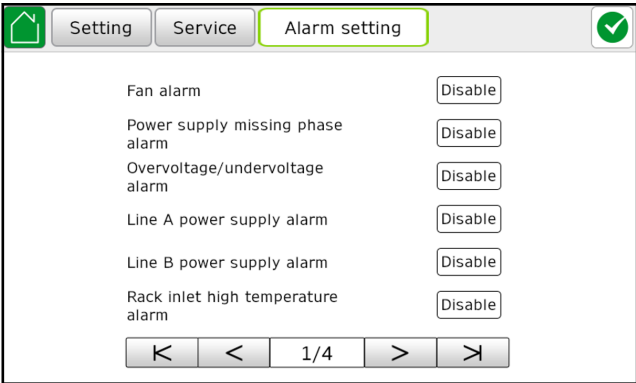 Setting Service Alarm setting
Fan alarm Disable
Power supply missing phase
alarm Disable
Overvoltage/undervoltage
alarm Disable
Line A power supply alarm Disable
Line B power supply alarm Disable
Rack inlet high temperature
alarm Disable
< 1/4 >